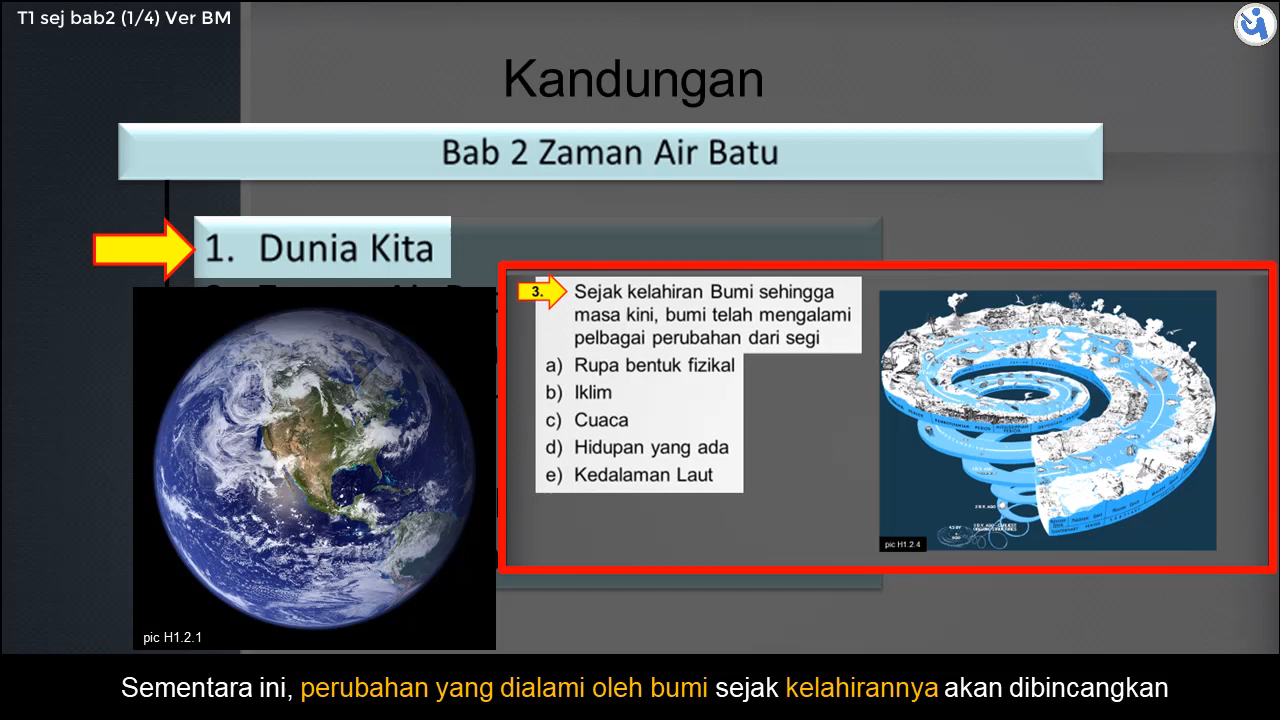 T1 sej bab2 (1/4) Ver BM
Kandungan
Bab 2 Zaman Air Batu
1. Dunia Kita
3. Sejak kelahiran Bumi sehingga
masa kini, bumi telah mengalami
pelbagai perubahan dari segi
a) Rupa bentuk fizikal
b) Iklim
c) Cuaca
d) Hidupan yang ada
e) Kedalaman Laut
pic H1.2.4
pic H1.2.1
Sementara ini, perubahan yang dialami oleh bumi sejak kelahirannya akan dibincangkan